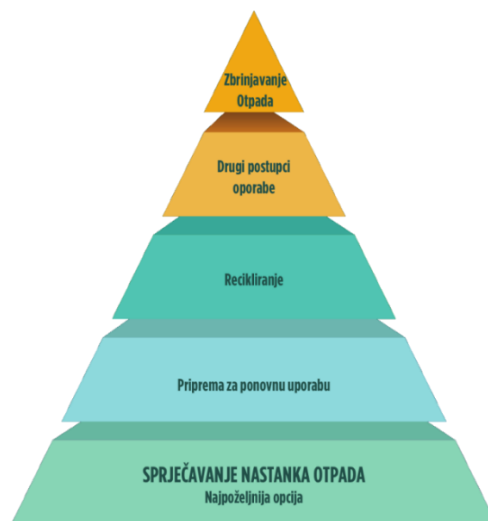 Zbrinjavanje
Otpada
Drugi postupci
oporabe
Recikliranje
Priprema za ponovnu uporabu
SPRJEČAVANJE NASTANKA OTPADA
Najpoželjnija opcija